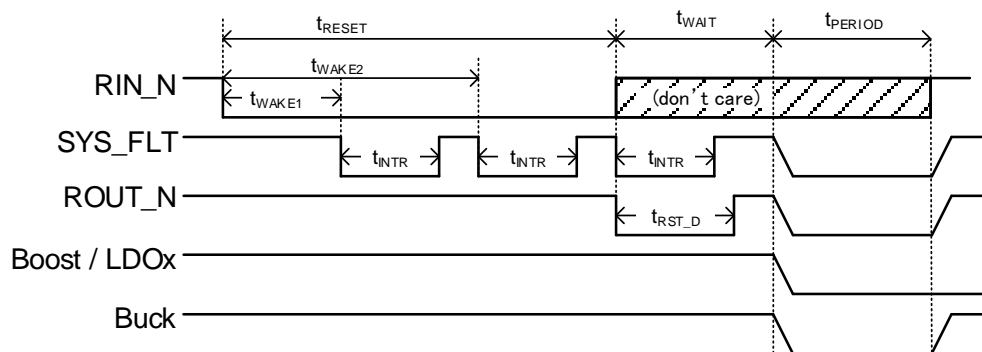 tRESET tWAIT tPERIOD
tWAKE2
RIN_N (don't care)
tWAKE1
SYS_FLT
tINTR tINTR tINTR
ROUT_N
tRST_D
Boost / LDOx
Buck